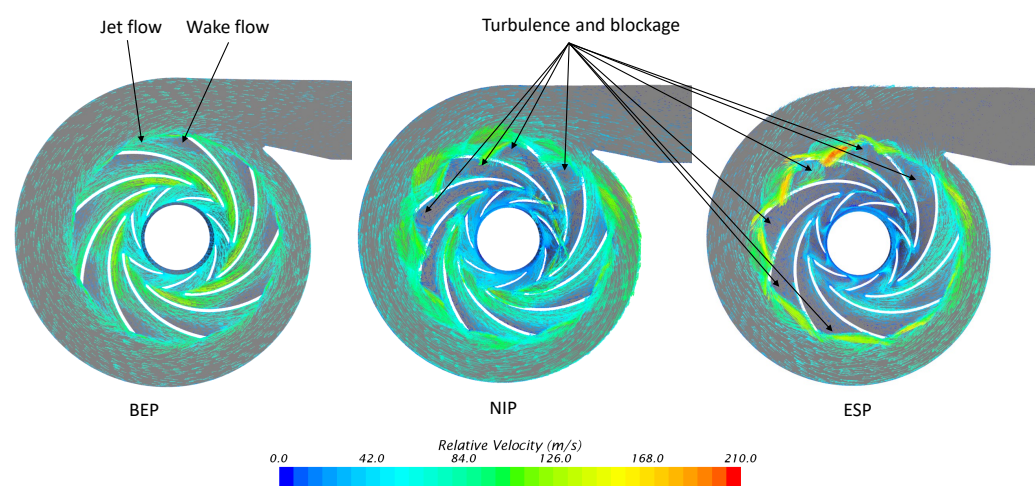 Jet flow
Wake flow
Turbulence and blockage
BEP
NIP
ESP
Relative Velocity (m/s)
0.0 42.0 84.0 126.0 168.0 210.0